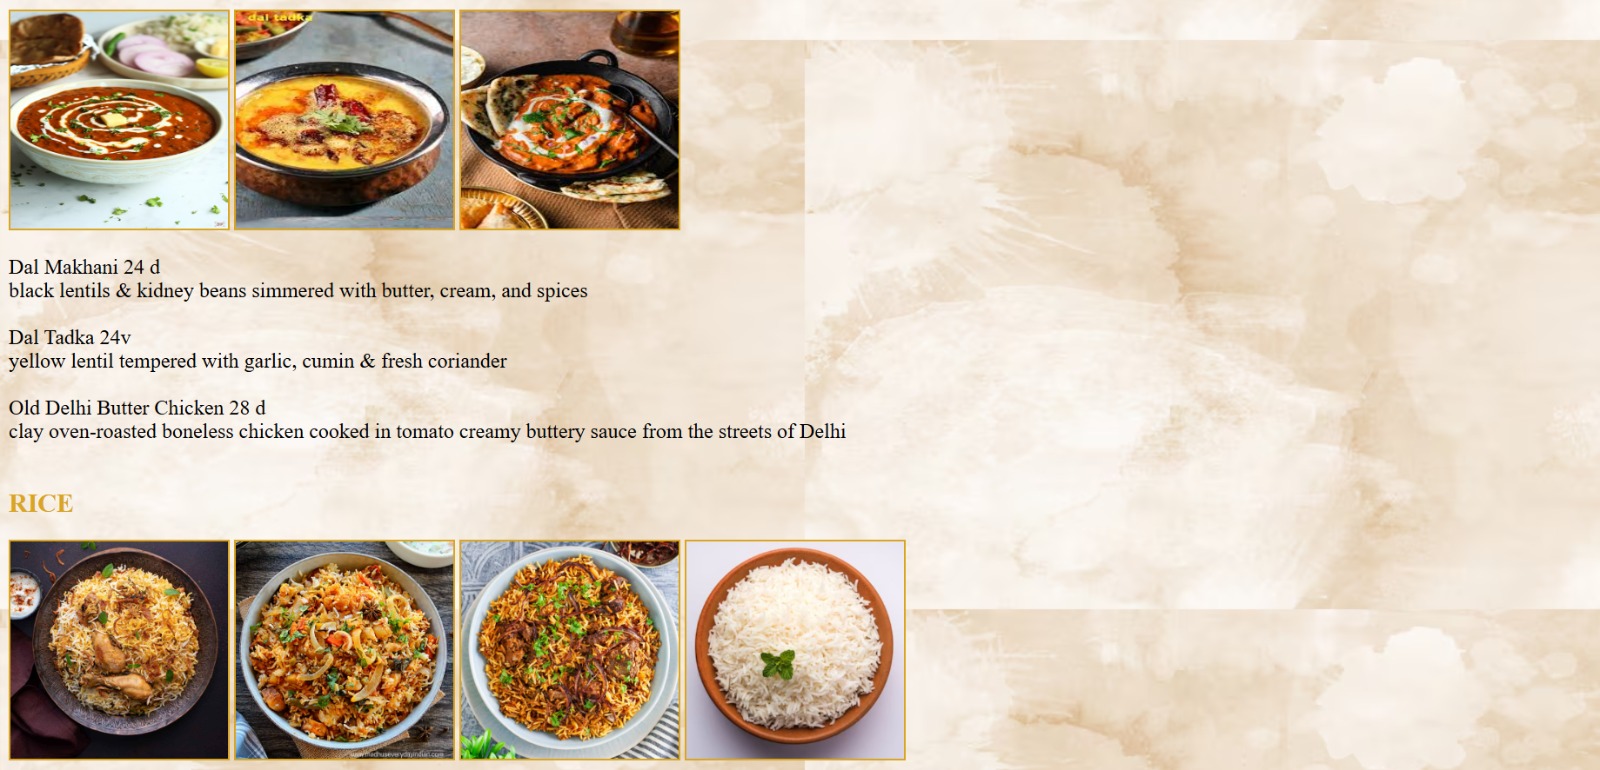 dal tadka
Dal Makhani 24 d
black lentils & kidney beans simmered with butter, cream, and spices
Dal Tadka 24v
yellow lentil tempered with garlic, cumin & fresh coriander
Old Delhi Butter Chicken 28 d
clay oven-roasted boneless chicken cooked in tomato creamy buttery sauce from the streets of Delhi
RICE